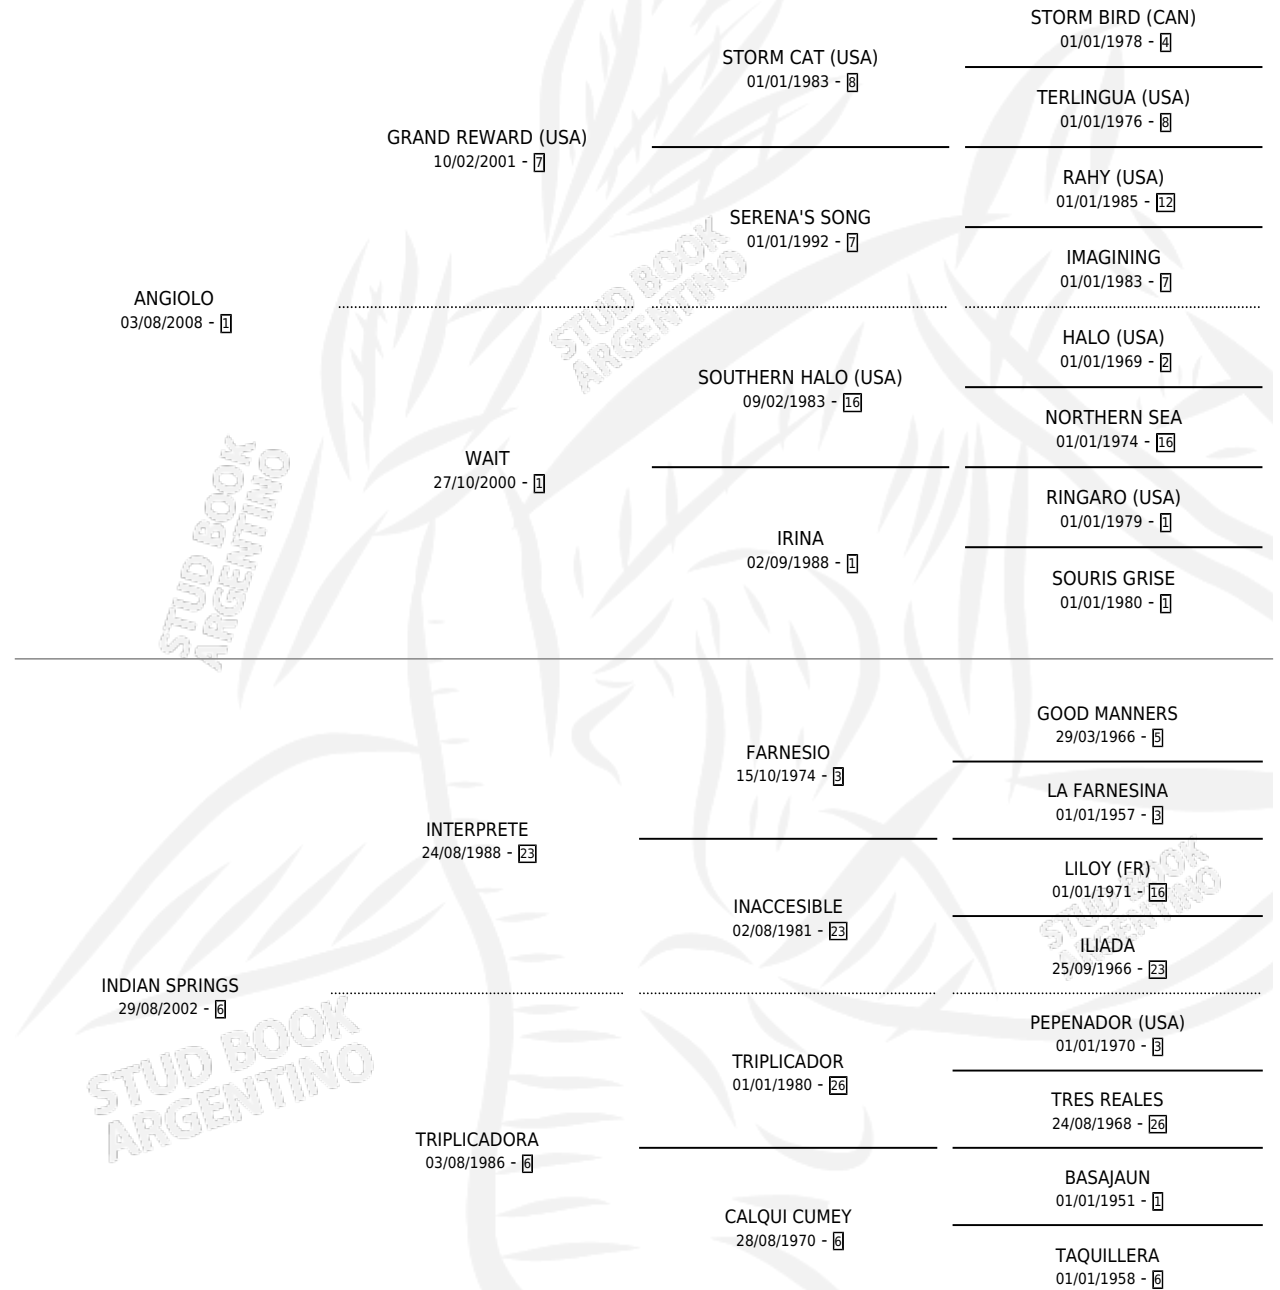 STORM BIRD (CAN)
01/01/1978 - 4
STORM CAT (USA)
01/01/1983 - 8
TERLINGUA (USA)
01/01/1976 - 8
GRAND REWARD (USA)
10/02/2001 - 7
RAHY (USA)
01/01/1985 - 12
SERENA'S SONG
01/01/1992 - 7
IMAGINING
01/01/1983 - 7
ANGIOLO
03/08/2008 - 1
HALO (USA)
01/01/1969 - 2
SOUTHERN HALO (USA)
09/02/1983 - 16
NORTHERN SEA
01/01/1974 - 16
WAIT
27/10/2000 - 1
RINGARO (USA)
01/01/1979 - 1
IRINA
02/09/1988 - 1
SOURIS GRISE
01/01/1980 - 1
STUD BOOK
ARGENTINO
STUD BOOK
ARGENTINO
GOOD MANNERS
29/03/1966 - 5
FARNESIO
15/10/1974 - 3
LA FARNESINA
01/01/1957 - 3
INTERPRETE
24/08/1988 - 23
LILOY (FR)
01/01/1971 - 16
INACCESIBLE
02/08/1981 - 23
ILIADA
25/09/1966 - 23
STUD BOOK
ARGENTINO
INDIAN SPRINGS
29/08/2002 - 6
PEPENADOR (USA)
01/01/1970 - 3
TRIPLICADOR
01/01/1980 - 26
TRES REALES
24/08/1968 - 26
STUD BOOK
ARGENTINO
TRIPLICADORA
03/08/1986 - 6
BASAJAUN
01/01/1951 - 1
CALQUI CUMEY
28/08/1970 - 6
TAQUILLERA
01/01/1958 - 6